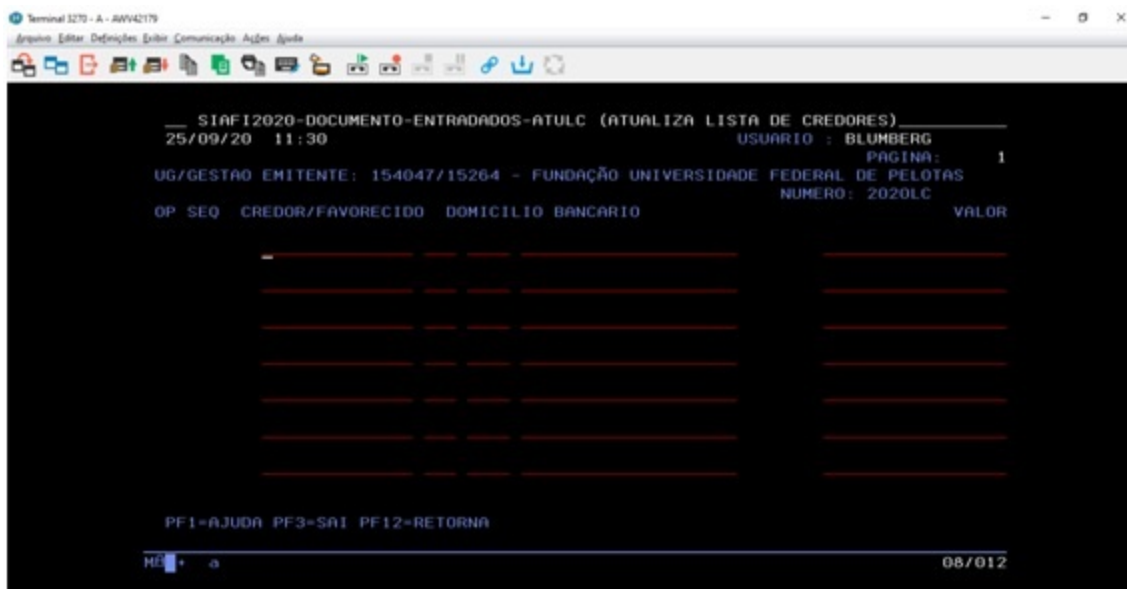 Terminal 3270 - A - AWV42179
Arquivo Editar Definições Exibir Comunicação Ações Ajuda
__ SIAFI2020-DOCUMENTO-ENTRADADOS-ATULC (ATUALIZA LISTA DE CREDORES)__________
25/09/20 11:30 USUARIO : BLUMBERG
PAGINA: 1
UG/GESTAO EMITENTE: 154047/15264 - FUNDAÇÃO UNIVERSIDADE FEDERAL DE PELOTAS
NUMERO: 2020LC
OP SEQ CREDOR/FAVORECIDO DOMICILIO BANCARIO VALOR
PF1=AJUDA PF3=SAI PF12=RETORNA
a 08/012